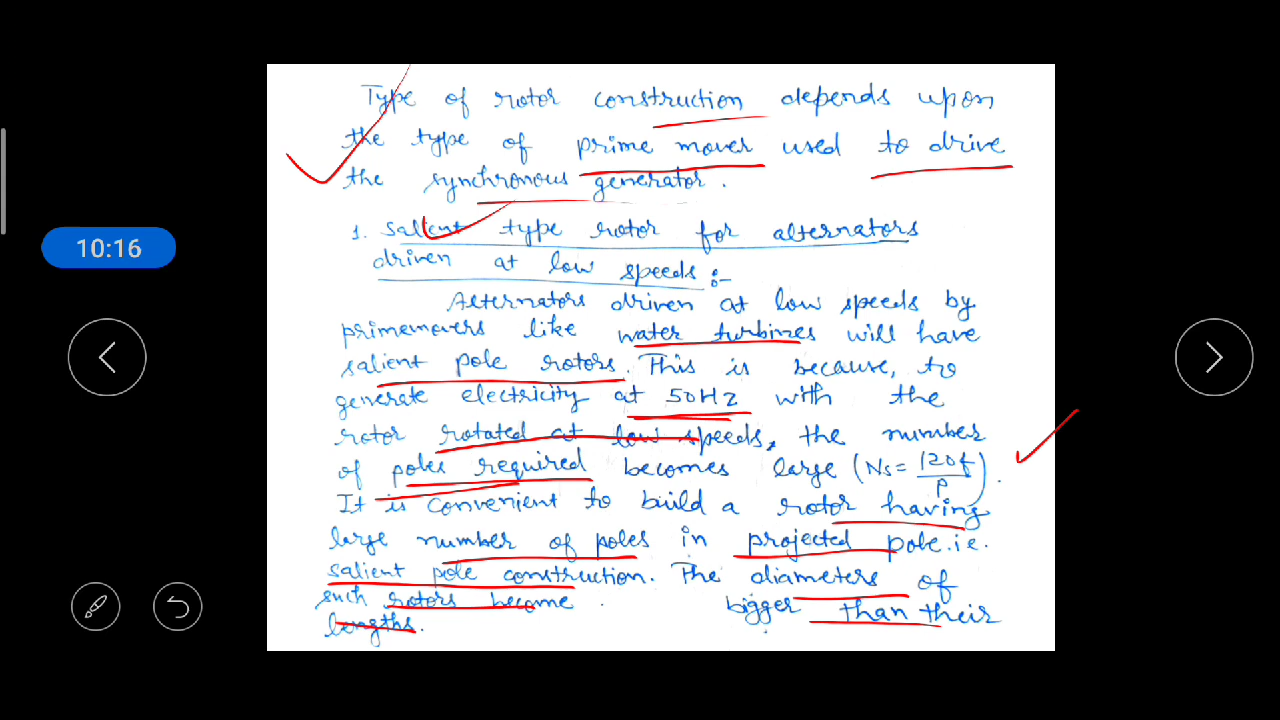 Type of rotor construction depends upon
the type of prime mover used to drive
the synchronous generator.
1. Salient type rotor for alternators
driven at low speeds :-
Alternators driven at low speeds by
primemovers like water turbines will have
salient pole rotors. This is because, to
generate electricity at 50HZ with the
rotor rotated at low speeds, the number
of poles required becomes large (Ns = 120f/P).
It is convenient to build a rotor having
large number of poles in projected pole.i.e.
salient pole construction. The diameters of
such rotors become bigger than their
lengths.
10:16